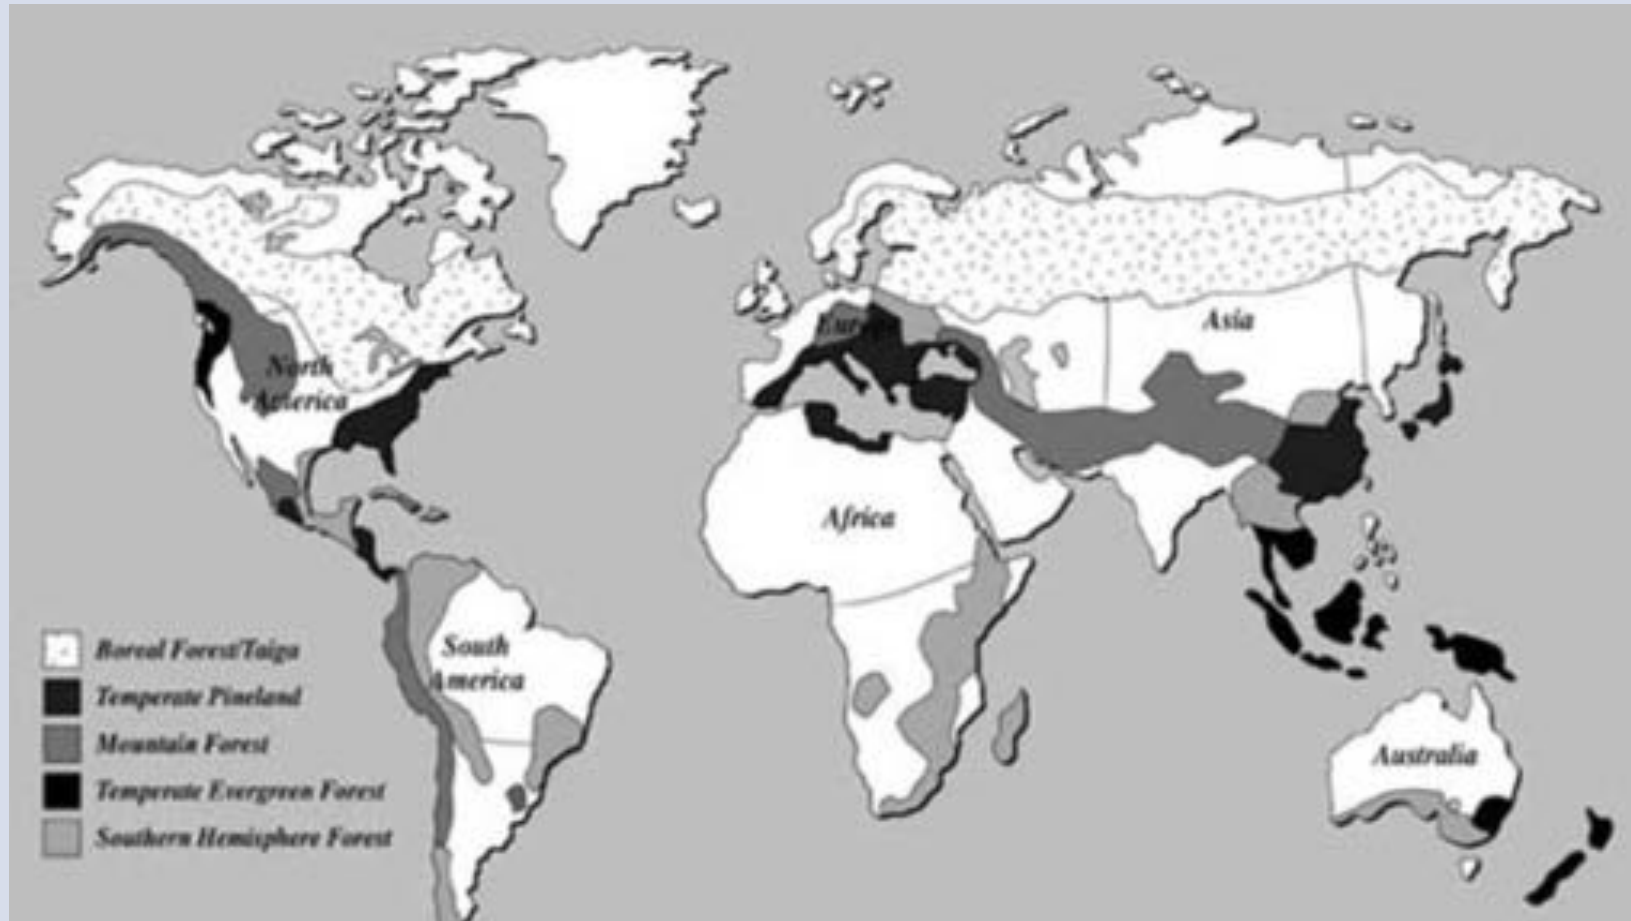 North
America
Europe
Asia
Africa
South
America
Australia
Boreal Forest/Taiga
Temperate Pineland
Mountain Forest
Temperate Evergreen Forest
Southern Hemisphere Forest